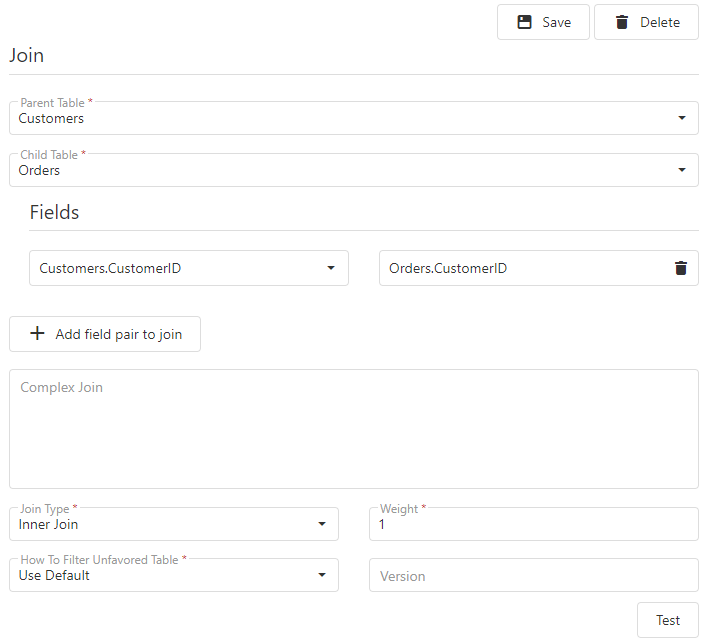 Save
Delete
Join
Parent Table *
Customers
Child Table *
Orders
Fields
Customers.CustomerID
Orders.CustomerID
Add field pair to join
Complex Join
Join Type *
Inner Join
Weight *
1
How To Filter Unfavored Table *
Use Default
Version
Test